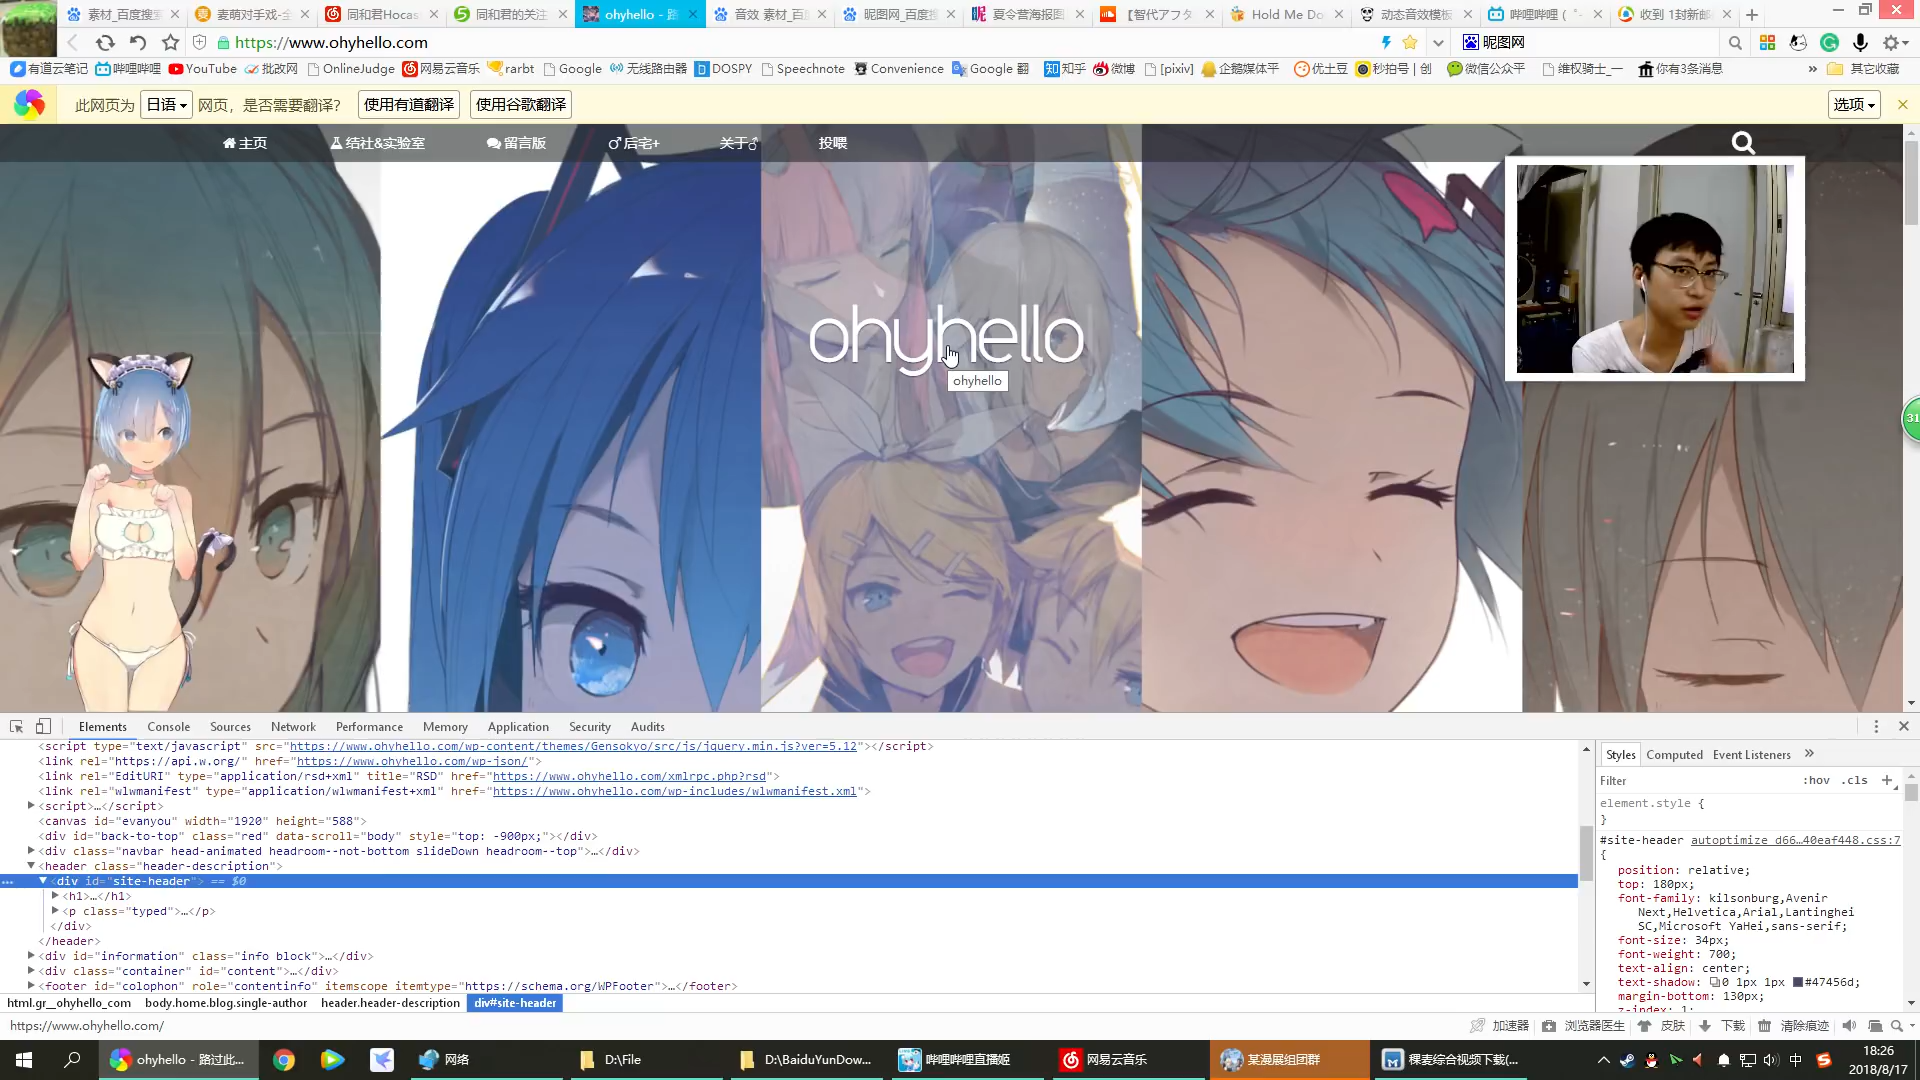 素材_百度搜索
麦萌对手戏-全
同和君Hocas
同和君的关注
ohyhello - 路
音效 素材_百
昵图网_百度搜
夏令营海报图
【智代アフタ
Hold Me Do
动态音效模板
哔哩哔哩 ( ゜-
收到 1封新邮
https://www.ohyhello.com
昵图网
有道云笔记 哔哩哔哩 YouTube 批改网 OnlineJudge 网易云音乐 rarbt Google 无线路由器 DOSPY Speechnote Convenience Google 翻 知乎 微博 [pixiv] 企鹅媒体平 优土豆 秒拍号 | 创 微信公众平 维权骑士_一 你有3条消息 » 其它收藏
此网页为 日语 网页，是否需要翻译？ 使用有道翻译 使用谷歌翻译 选项
主页 结社&实验室 留言版 ♂后宅+ 关于♂ 投喂
ohyhello
ohyhello
31
Elements Console Sources Network Performance Memory Application Security Audits
<script type="text/javascript" src="https://www.ohyhello.com/wp-content/themes/Gensokyo/src/js/jquery.min.js?ver=5.12"></script>
<link rel="https://api.w.org/" href="https://www.ohyhello.com/wp-json/">
<link rel="EditURI" type="application/rsd+xml" title="RSD" href="https://www.ohyhello.com/xmlrpc.php?rsd">
<link rel="wlwmanifest" type="application/wlwmanifest+xml" href="https://www.ohyhello.com/wp-includes/wlwmanifest.xml">
<script>…</script>
<canvas id="evanyou" width="1920" height="588">
<div id="back-to-top" class="red" data-scroll="body" style="top: -900px;"></div>
<div class="navbar head-animated headroom--not-bottom slideDown headroom--top">…</div>
<header class="header-description">
<div id="site-header"> == $0
<h1>…</h1>
<p class="typed">…</p>
</div>
</header>
<div id="information" class="info block">…</div>
<div class="container" id="content">…</div>
<footer id="colophon" role="contentinfo" itemscope itemtype="https://schema.org/WPFooter">…</footer>
html.gr__ohyhello_com body.home.blog.single-author header.header-description div#site-header
Styles Computed Event Listeners »
Filter :hov .cls +
element.style {
}
#site-header autoptimize_d66…40eaf448.css:7
{
position: relative;
top: 180px;
font-family: kilsonburg,Avenir
Next,Helvetica,Arial,Lantinghei
SC,Microsoft YaHei,sans-serif;
font-size: 34px;
font-weight: 700;
text-align: center;
text-shadow: 0 1px 1px #47456d;
margin-bottom: 130px;
z-index: 1;
https://www.ohyhello.com/
加速器 浏览器医生 皮肤 下载 清除痕迹
ohyhello - 路过此...
网络
D:\File
D:\BaiduYunDow...
哔哩哔哩直播姬
网易云音乐
某漫展组团群
稞麦综合视频下载(...
中
18:26
2018/8/17